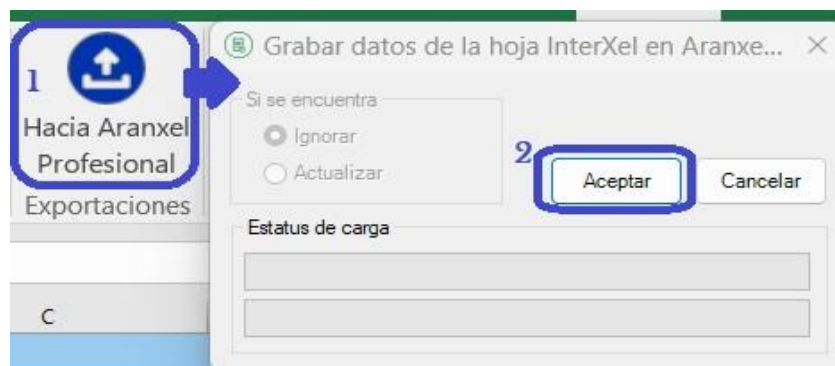 1
Hacia Aranxel
Profesional
Exportaciones
C
Grabar datos de la hoja InterXel en Aranxe...
Si se encuentra
Ignorar
Actualizar
2
Aceptar
Cancelar
Estatus de carga